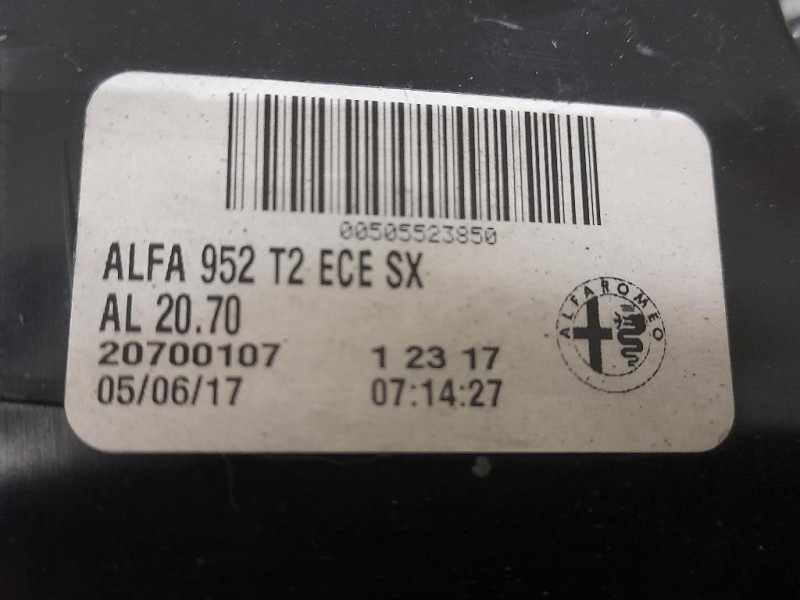 00505523850
ALFA 952 T2 ECE SX
AL 20.70
20700107 1 23 17
05/06/17 07:14:27
ALFA ROMEO